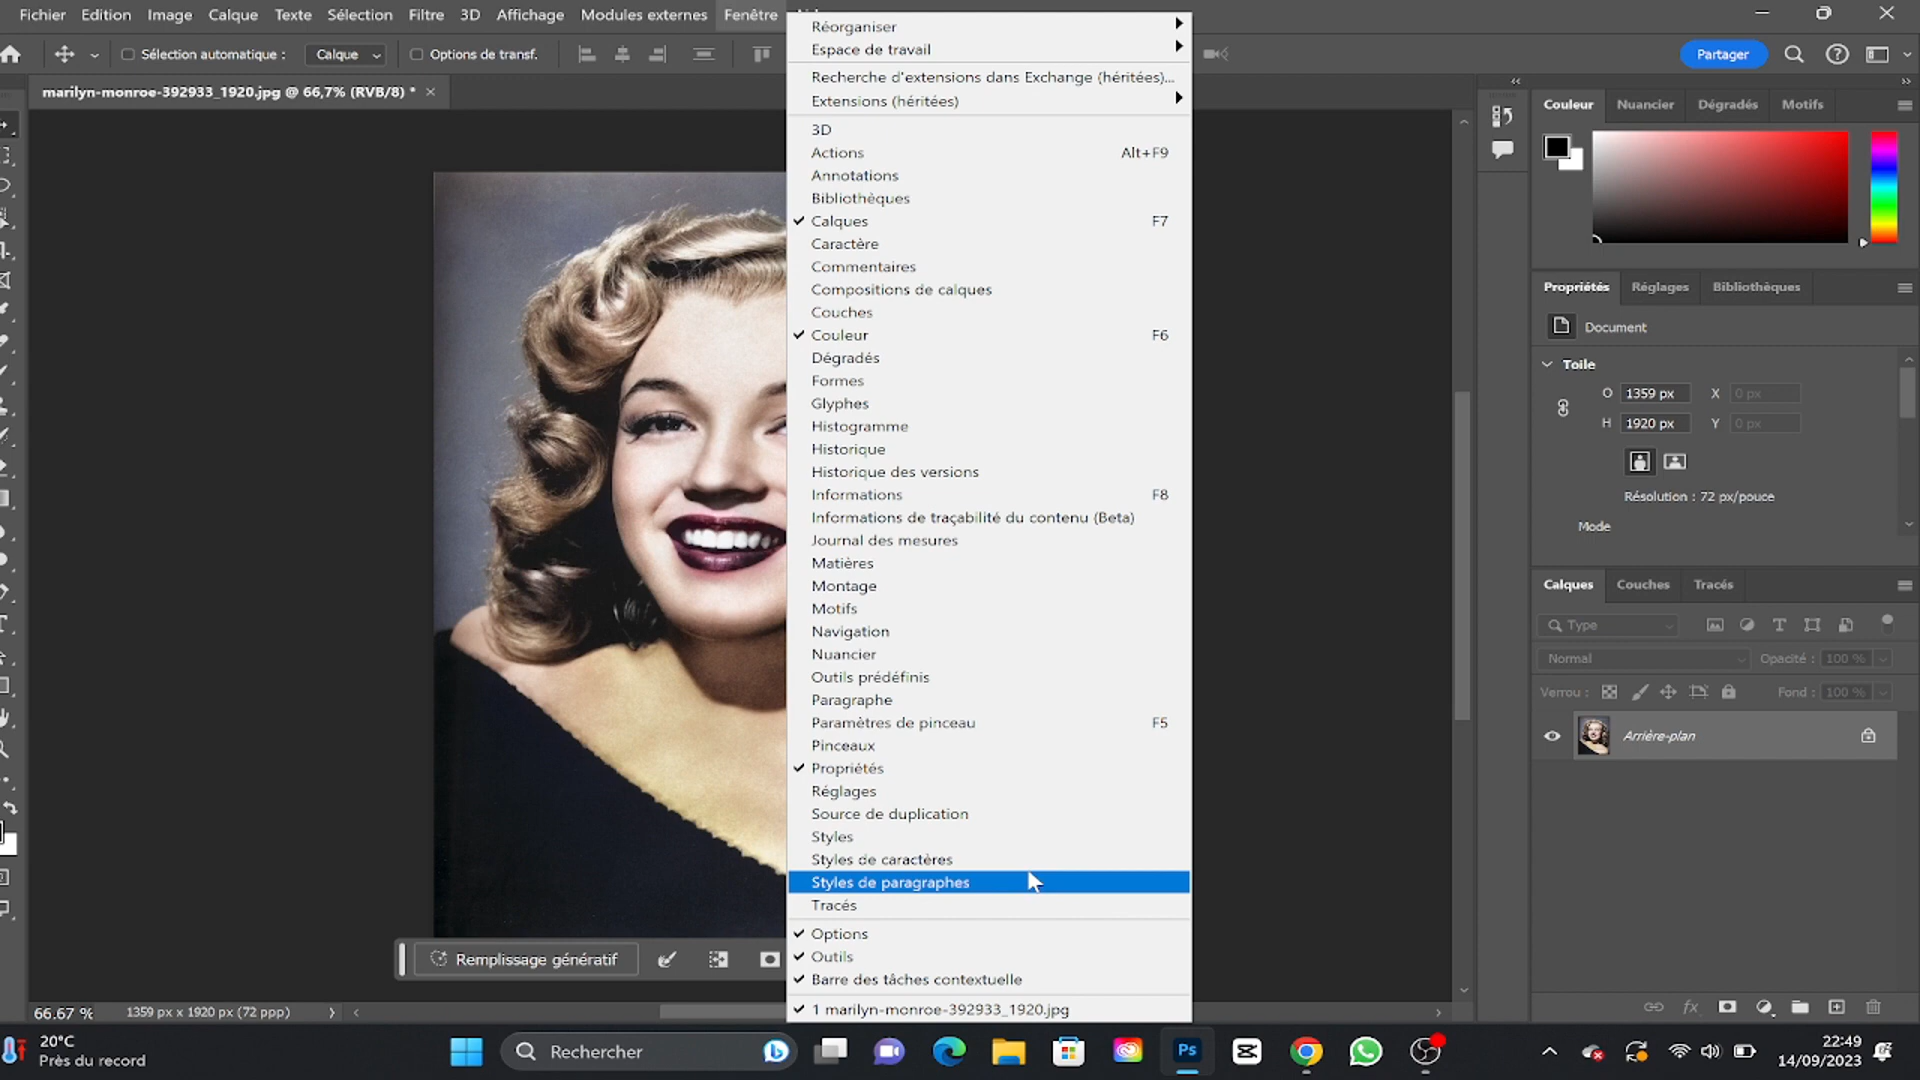 Fichier Edition Image Calque Texte Sélection Filtre 3D Affichage Modules externes Fenêtre
Sélection automatique : Calque Options de transf.
Partager
marilyn-monroe-392933_1920.jpg @ 66,7% (RVB/8) *
Réorganiser
Espace de travail
Recherche d'extensions dans Exchange (héritées)...
Extensions (héritées)
3D
Actions Alt+F9
Annotations
Bibliothèques
Calques F7
Caractère
Commentaires
Compositions de calques
Couches
Couleur F6
Dégradés
Formes
Glyphes
Histogramme
Historique
Historique des versions
Informations F8
Informations de traçabilité du contenu (Beta)
Journal des mesures
Matières
Montage
Motifs
Navigation
Nuancier
Outils prédéfinis
Paragraphe
Paramètres de pinceau F5
Pinceaux
Propriétés
Réglages
Source de duplication
Styles
Styles de caractères
Styles de paragraphes
Tracés
Options
Outils
Barre des tâches contextuelle
1 marilyn-monroe-392933_1920.jpg
Couleur Nuancier Dégradés Motifs
Propriétés Réglages Bibliothèques
Document
Toile
O 1359 px X 0 px
H 1920 px Y 0 px
Résolution : 72 px/pouce
Mode
Calques Couches Tracés
Type
Normal Opacité : 100 %
Verrou : Fond : 100 %
Arrière-plan
fx
Remplissage génératif
66.67 % 1359 px x 1920 px (72 ppp)
20°C
Près du record
Rechercher
Ps
22:49
14/09/2023